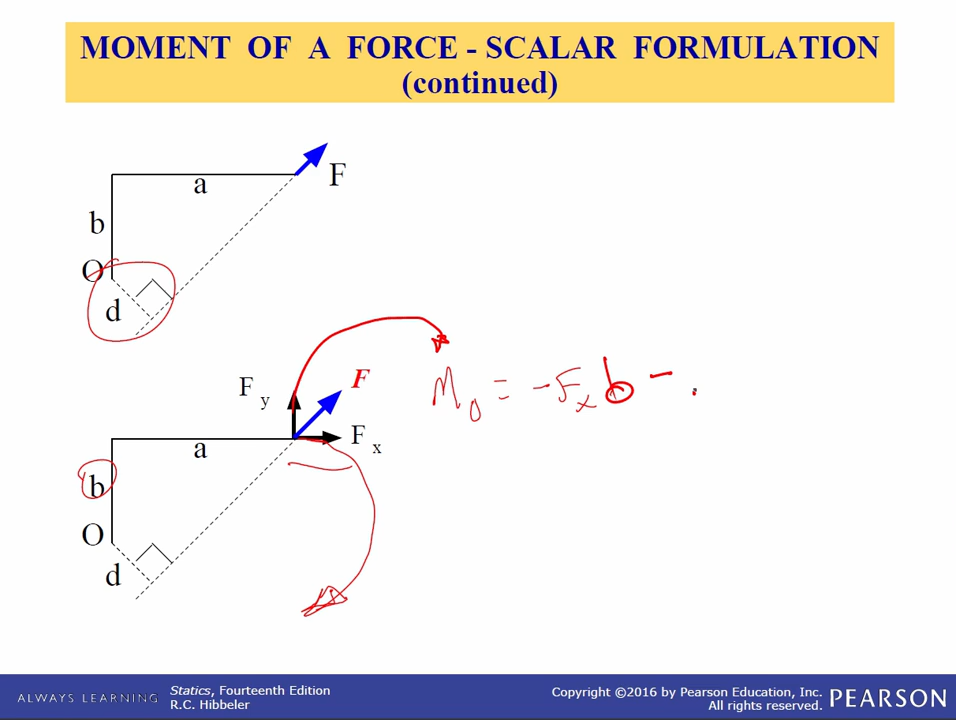 MOMENT OF A FORCE - SCALAR FORMULATION
(continued)
a
F
b
O
d
F y
F
a
F x
M₀ = -Fₓ b -
b
O
d
ALWAYS LEARNING
Statics, Fourteenth Edition
R.C. Hibbeler
Copyright ©2016 by Pearson Education, Inc.
All rights reserved.
PEARSON